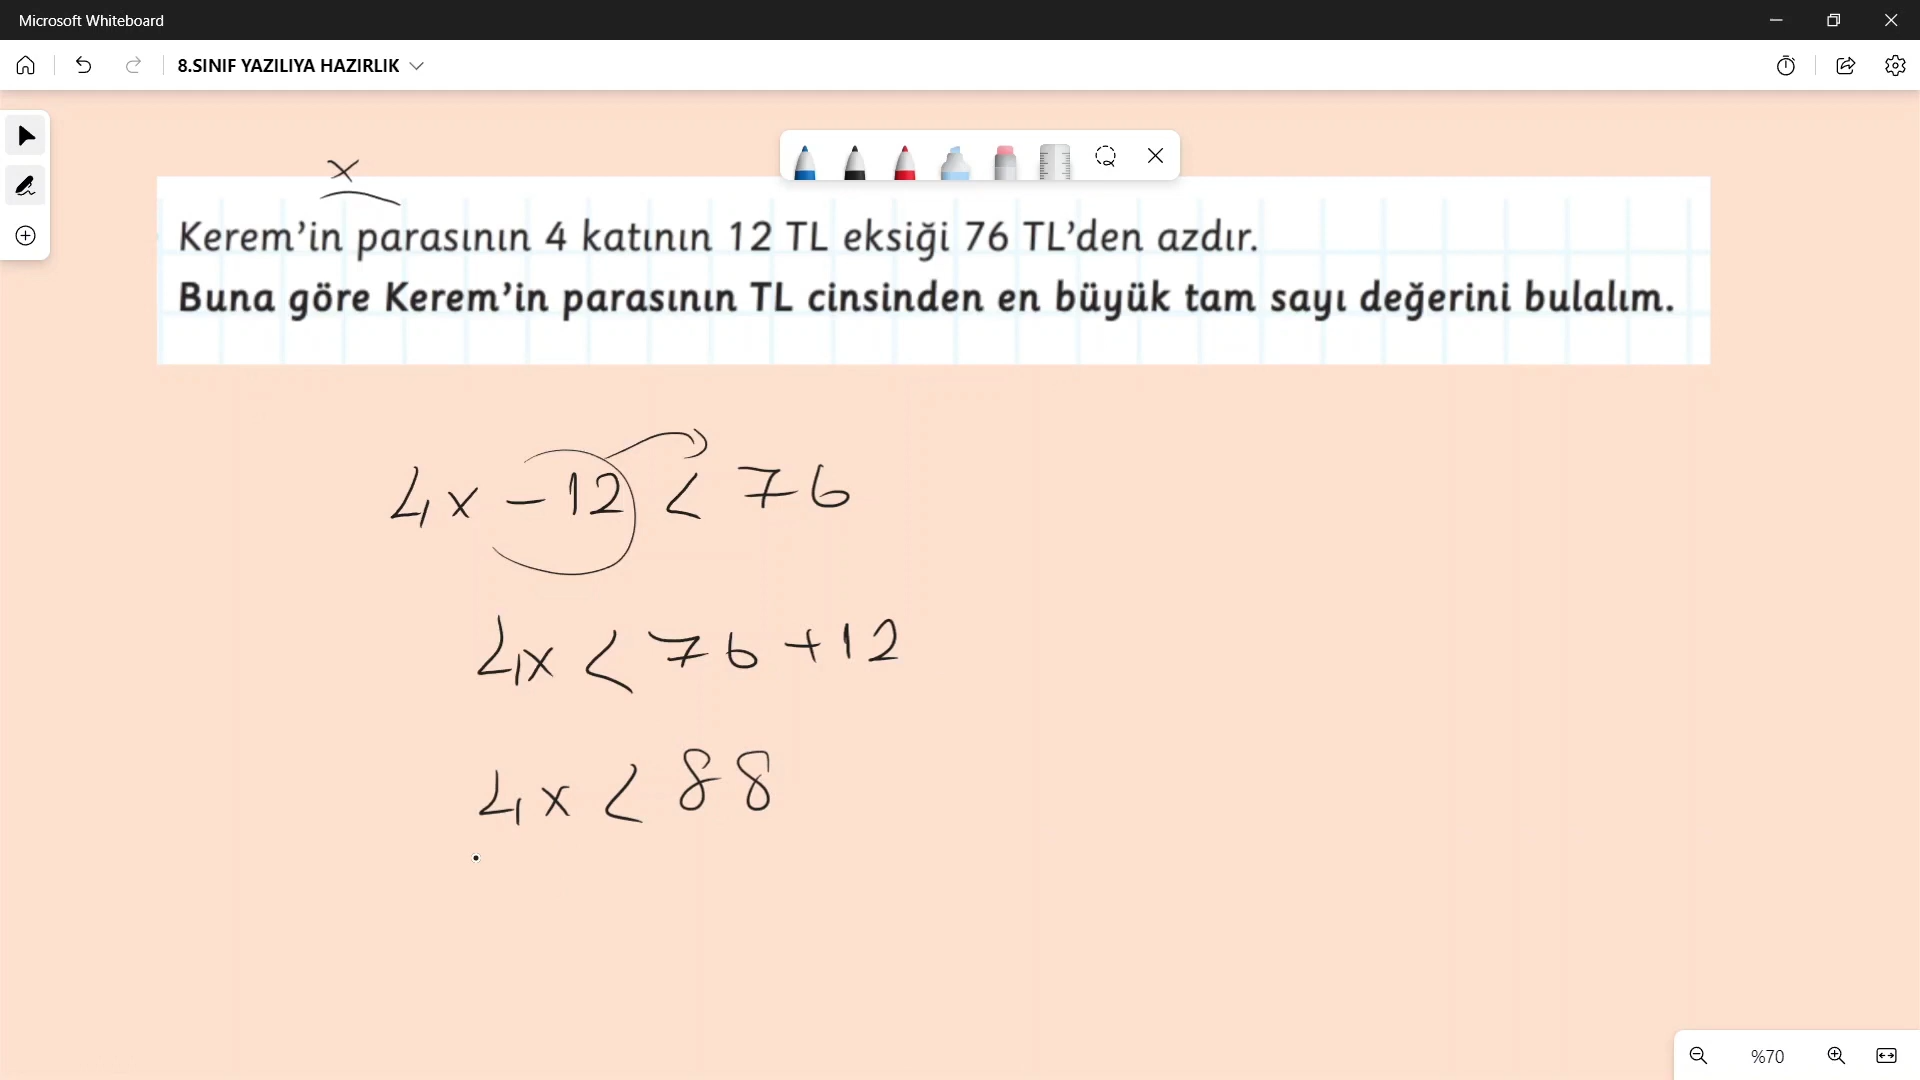 Microsoft Whiteboard
8.SINIF YAZILIYA HAZIRLIK
x
Kerem’in parasının 4 katının 12 TL eksiği 76 TL’den azdır.
Buna göre Kerem’in parasının TL cinsinden en büyük tam sayı değerini bulalım.
4x - 12 < 76
4x < 76 + 12
4x < 88
%70